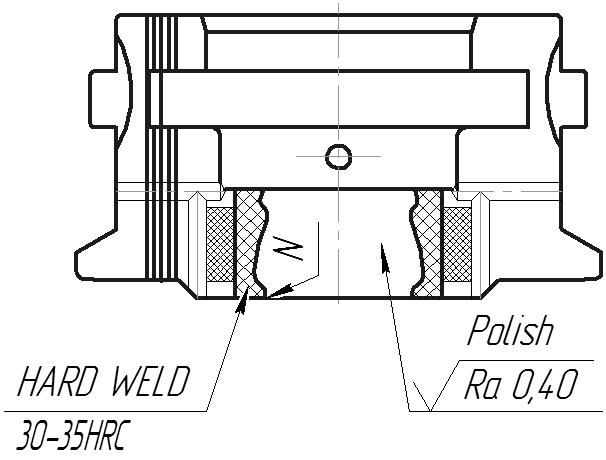 N
Polish
Ra 0,40
HARD WELD
30-35HRC